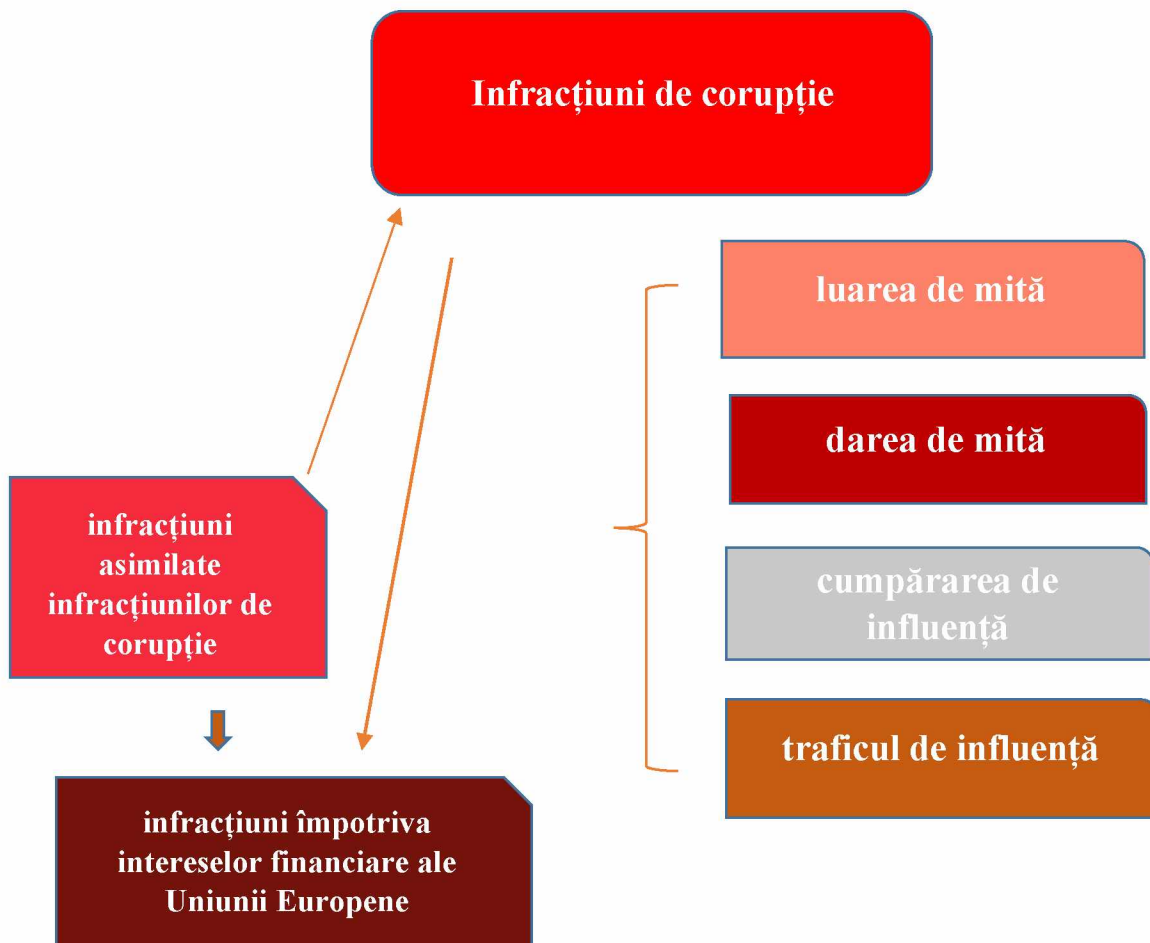 Infracțiuni de corupție
luarea de mită
darea de mită
cumpărarea de
influență
traficul de influență
infracțiuni
asimilate
infracțiunilor de
corupție
infracțiuni împotriva
intereselor financiare ale
Uniunii Europene